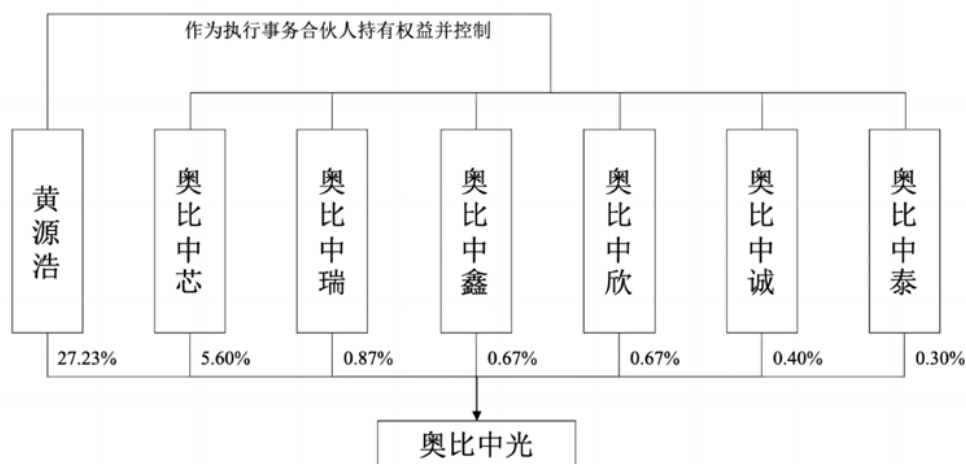 作为执行事务合伙人持有权益并控制
黄源浩
奥比中芯
奥比中瑞
奥比中鑫
奥比中欣
奥比中诚
奥比中泰
27.23%
5.60%
0.87%
0.67%
0.67%
0.40%
0.30%
奥比中光